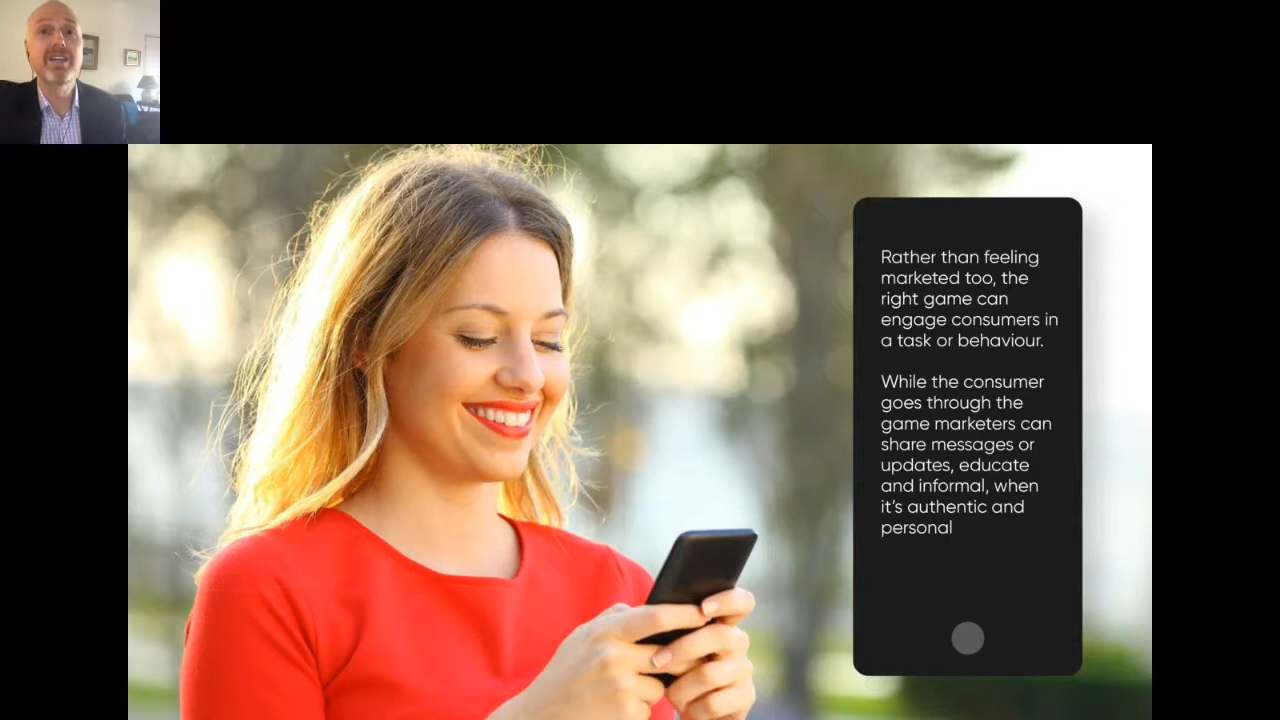 Rather than feeling
marketed too, the
right game can
engage consumers in
a task or behaviour.
While the consumer
goes through the
game marketers can
share messages or
updates, educate
and informal, when
it's authentic and
personal